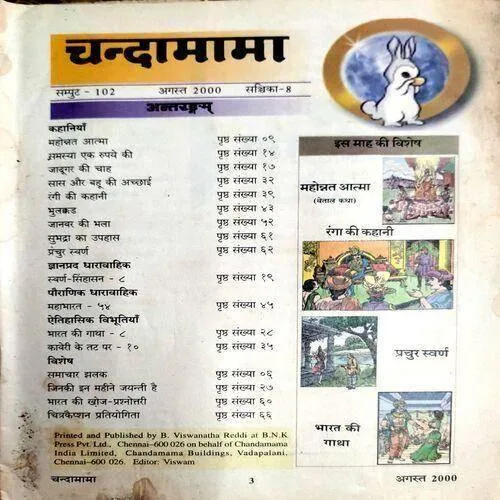 चन्दामामा
सम्पुट - 102 अगस्त 2000 सञ्चिका-8
अन्तरङ्गम्
कहानियाँ
महोन्नत आत्मा पृष्ठ संख्या ०९
समस्या एक रुपये की पृष्ठ संख्या १४
जादूगर की चाह पृष्ठ संख्या १७
सास और बहू की अच्छाई पृष्ठ संख्या ३२
रंगी की कहानी पृष्ठ संख्या ३९
भुलक्कड पृष्ठ संख्या ४३
जानवर की भला पृष्ठ संख्या ५२
सुभद्रा का उपहास पृष्ठ संख्या ६१
प्रंचुर स्वर्ण पृष्ठ संख्या ६२
ज्ञानप्रद धारावाहिक
स्वर्ण-सिंहासन - ८ पृष्ठ संख्या १९
पौराणिक धारावाहिक
महाभारत - ५४ पृष्ठ संख्या ४५
ऐतिहासिक विभूतियाँ
भारत की गाथा - ८ पृष्ठ संख्या २८
कावेरी के तट पर - १० पृष्ठ संख्या ३५
विशेष
समाचार झलक पृष्ठ संख्या ०६
जिनकी इन महीने जयन्ती है पृष्ठ संख्या २७
भारत की खोज-प्रश्नोत्तरी पृष्ठ संख्या ६०
चित्रकैप्शन प्रतियोगिता पृष्ठ संख्या ६६
इस माह की विशेष
महोन्नत आत्मा
(बेताल कथा)
रंगा की कहानी
प्रचुर स्वर्ण
भारत की
गाथा
Printed and Published by B. Viswanatha Reddi at B.N.K
Press Pvt. Ltd., Chennai-600 026 on behalf of Chandamama
India Limited, Chandamama Buildings, Vadapalani,
Chennai-600 026. Editor: Viswam
चन्दामामा 3 अगस्त 2000